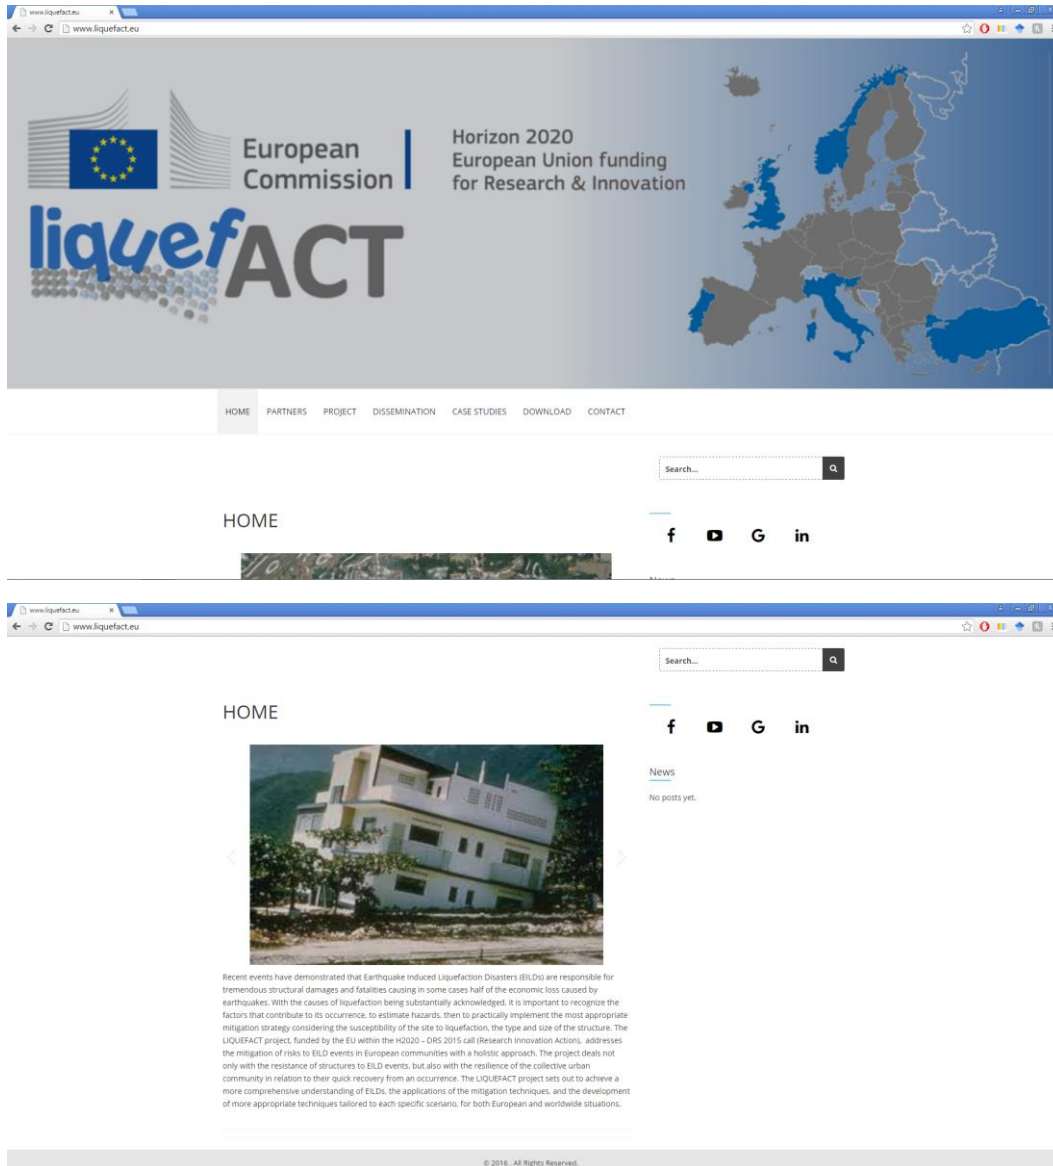 www.liquefact.eu
www.liquefact.eu
European
Commission
Horizon 2020
European Union funding
for Research & Innovation
liquefACT
HOME PARTNERS PROJECT DISSEMINATION CASE STUDIES DOWNLOAD CONTACT
Search...
HOME
www.liquefact.eu
www.liquefact.eu
Search...
HOME
News
No posts yet.
Recent events have demonstrated that Earthquake Induced Liquefaction Disasters (EILDs) are responsible for
tremendous structural damages and fatalities causing in some cases half of the economic loss caused by
earthquakes. With the causes of liquefaction being substantially acknowledged, it is important to recognize the
factors that contribute to its occurrence, to estimate hazards, then to practically implement the most appropriate
mitigation strategy considering the susceptibility of the site to liquefaction, the type and size of the structure. The
LIQUEFACT project, funded by the EU within the H2020 – DRS 2015 call (Research Innovation Action), addresses
the mitigation of risks to EILD events in European communities with a holistic approach. The project deals not
only with the resistance of structures to EILD events, but also with the resilience of the collective urban
community in relation to their quick recovery from an occurrence. The LIQUEFACT project sets out to achieve a
more comprehensive understanding of EILDs, the applications of the mitigation techniques, and the development
of more appropriate techniques tailored to each specific scenario, for both European and worldwide situations.
© 2016 . All Rights Reserved.